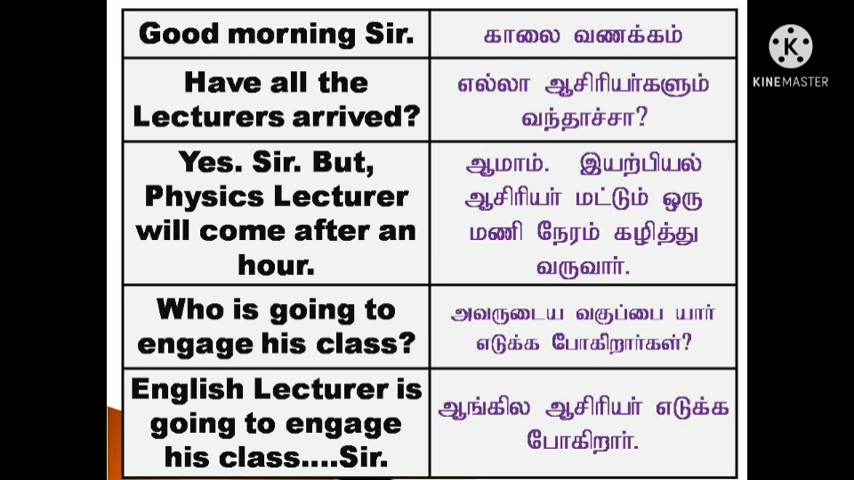 Good morning Sir.
காலை வணக்கம்
Have all the
Lecturers arrived?
எல்லா ஆசிரியர்களும்
வந்தாச்சா?
Yes. Sir. But,
Physics Lecturer
will come after an
hour.
ஆமாம். இயற்பியல்
ஆசிரியர் மட்டும் ஒரு
மணி நேரம் கழித்து
வருவார்.
Who is going to
engage his class?
அவருடைய வகுப்பை யார்
எடுக்க போகிறார்கள்?
English Lecturer is
going to engage
his class....Sir.
ஆங்கில ஆசிரியர் எடுக்க
போகிறார்.
K
KINEMASTER